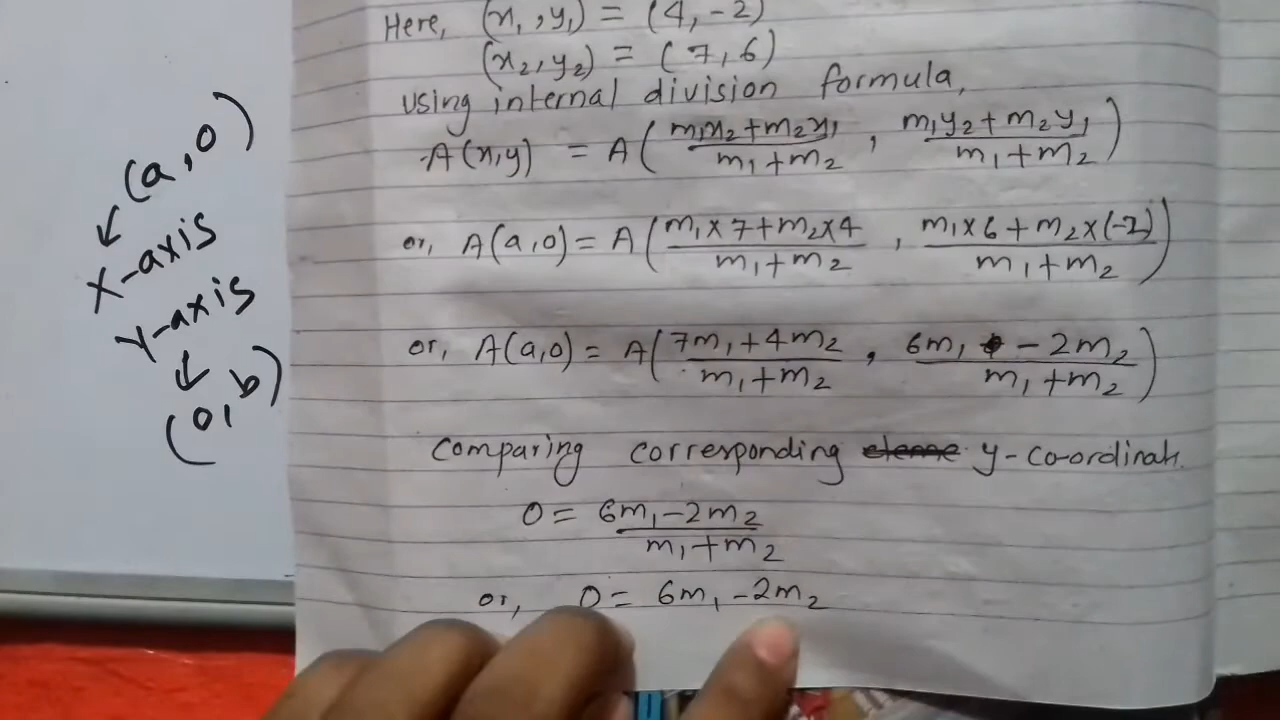 (a,0)
↓
X-axis
Y-axis
↓
(0,b)
Here, (x₁,y₁) = (4,-2)
(x₂,y₂) = (7,6)
using internal division formula,
A(x,y) = A((m₁x₂+m₂x₁)/(m₁+m₂), (m₁y₂+m₂y₁)/(m₁+m₂))
or, A(a,0) = A((m₁×7+m₂×4)/(m₁+m₂), (m₁×6+m₂×(-2))/(m₁+m₂))
or, A(a,0) = A((7m₁+4m₂)/(m₁+m₂), (6m₁ - 2m₂)/(m₁+m₂))
Comparing corresponding y-co-ordinate.
0 = (6m₁-2m₂)/(m₁+m₂)
or, 0 = 6m₁-2m₂